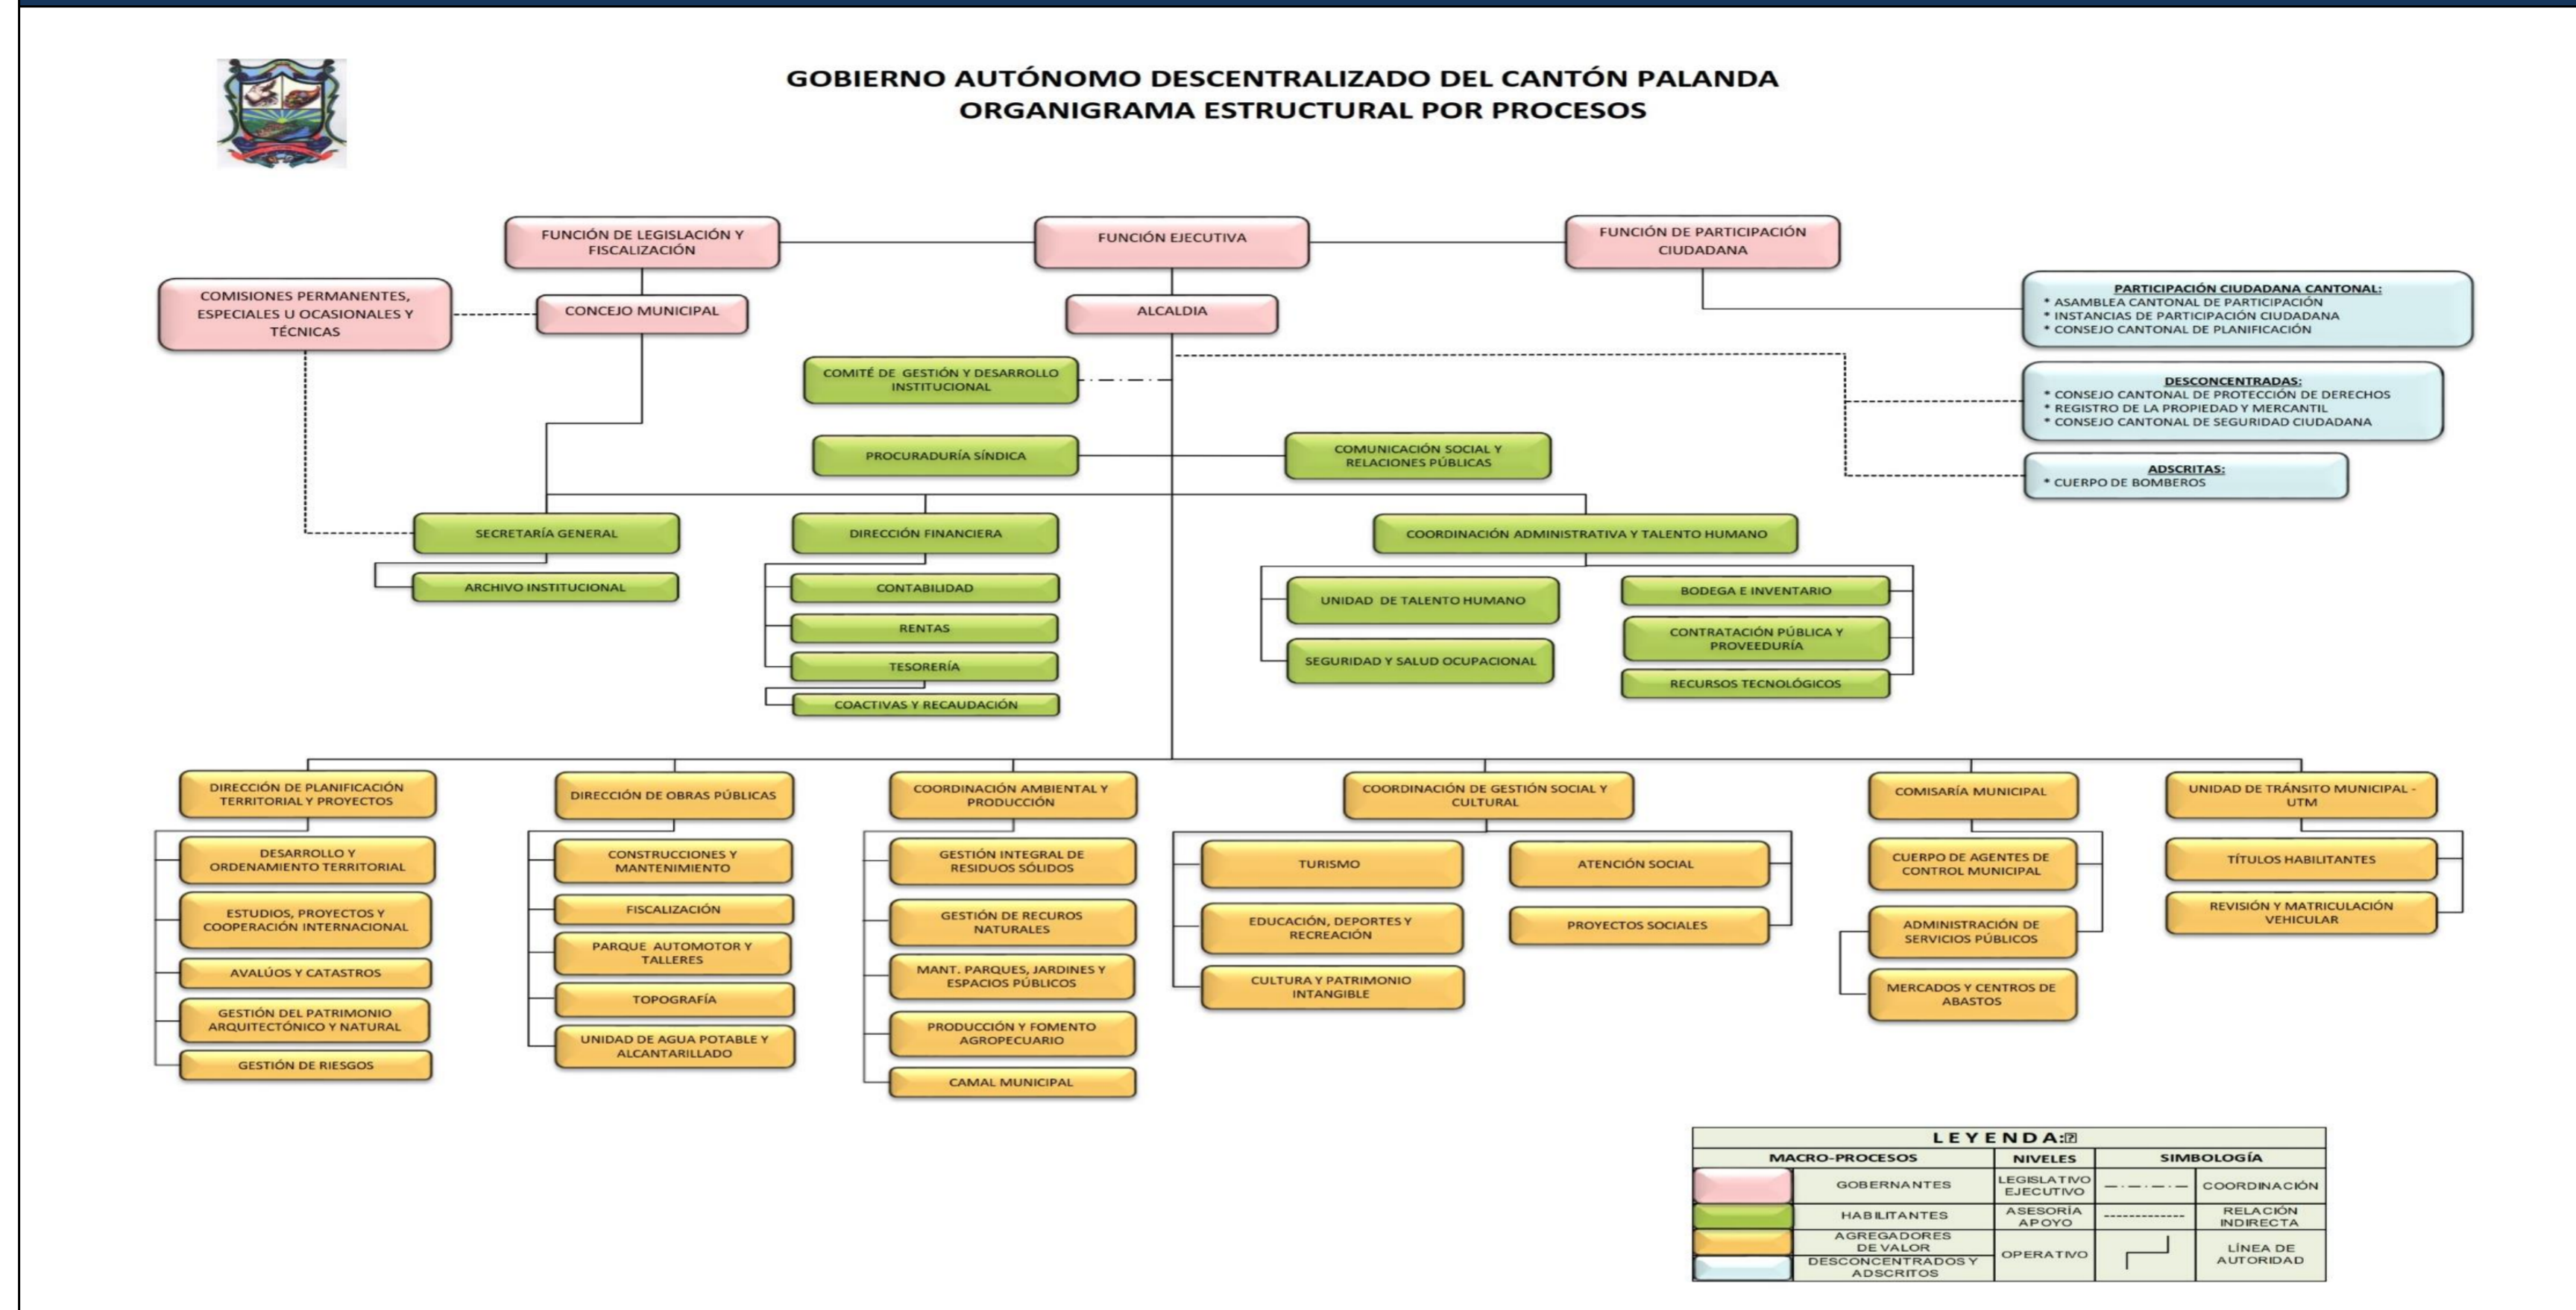 GOBIERNO AUTÓNOMO DESCENTRALIZADO DEL CANTÓN PALANDA
ORGANIGRAMA ESTRUCTURAL POR PROCESOS
FUNCIÓN DE LEGISLACIÓN Y
FISCALIZACIÓN
FUNCIÓN EJECUTIVA
FUNCIÓN DE PARTICIPACIÓN
CIUDADANA
COMISIONES PERMANENTES,
ESPECIALES U OCASIONALES Y
TÉCNICAS
CONCEJO MUNICIPAL
ALCALDIA
PARTICIPACIÓN CIUDADANA CANTONAL:
* ASAMBLEA CANTONAL DE PARTICIPACIÓN
* INSTANCIAS DE PARTICIPACIÓN CIUDADANA
* CONSEJO CANTONAL DE PLANIFICACIÓN
COMITÉ DE GESTIÓN Y DESARROLLO
INSTITUCIONAL
DESCONCENTRADAS:
* CONSEJO CANTONAL DE PROTECCIÓN DE DERECHOS
* REGISTRO DE LA PROPIEDAD Y MERCANTIL
* CONSEJO CANTONAL DE SEGURIDAD CIUDADANA
PROCURADURÍA SÍNDICA
COMUNICACIÓN SOCIAL Y
RELACIONES PÚBLICAS
ADSCRITAS:
* CUERPO DE BOMBEROS
SECRETARÍA GENERAL
DIRECCIÓN FINANCIERA
COORDINACIÓN ADMINISTRATIVA Y TALENTO HUMANO
ARCHIVO INSTITUCIONAL
CONTABILIDAD
RENTAS
TESORERÍA
COACTIVAS Y RECAUDACIÓN
UNIDAD DE TALENTO HUMANO
SEGURIDAD Y SALUD OCUPACIONAL
BODEGA E INVENTARIO
CONTRATACIÓN PÚBLICA Y
PROVEEDURÍA
RECURSOS TECNOLÓGICOS
DIRECCIÓN DE PLANIFICACIÓN
TERRITORIAL Y PROYECTOS
DESARROLLO Y
ORDENAMIENTO TERRITORIAL
ESTUDIOS, PROYECTOS Y
COOPERACIÓN INTERNACIONAL
AVALÚOS Y CATASTROS
GESTIÓN DEL PATRIMONIO
ARQUITECTÓNICO Y NATURAL
GESTIÓN DE RIESGOS
DIRECCIÓN DE OBRAS PÚBLICAS
CONSTRUCCIONES Y
MANTENIMIENTO
FISCALIZACIÓN
PARQUE AUTOMOTOR Y
TALLERES
TOPOGRAFÍA
UNIDAD DE AGUA POTABLE Y
ALCANTARILLADO
COORDINACIÓN AMBIENTAL Y
PRODUCCIÓN
GESTIÓN INTEGRAL DE
RESIDUOS SÓLIDOS
GESTIÓN DE RECUROS
NATURALES
MANT. PARQUES, JARDINES Y
ESPACIOS PÚBLICOS
PRODUCCIÓN Y FOMENTO
AGROPECUARIO
CAMAL MUNICIPAL
COORDINACIÓN DE GESTIÓN SOCIAL Y
CULTURAL
TURISMO
EDUCACIÓN, DEPORTES Y
RECREACIÓN
CULTURA Y PATRIMONIO
INTANGIBLE
ATENCIÓN SOCIAL
PROYECTOS SOCIALES
COMISARÍA MUNICIPAL
CUERPO DE AGENTES DE
CONTROL MUNICIPAL
ADMINISTRACIÓN DE
SERVICIOS PÚBLICOS
MERCADOS Y CENTROS DE
ABASTOS
UNIDAD DE TRÁNSITO MUNICIPAL -
UTM
TÍTULOS HABILITANTES
REVISIÓN Y MATRICULACIÓN
VEHICULAR
LEYENDA:
MACRO-PROCESOS NIVELES SIMBOLOGÍA
GOBERNANTES
LEGISLATIVO
EJECUTIVO
COORDINACIÓN
HABILITANTES
ASESORÍA
APOYO
RELACIÓN
INDIRECTA
AGREGADORES
DE VALOR
DESCONCENTRADOS Y
ADSCRITOS
OPERATIVO
LÍNEA DE
AUTORIDAD